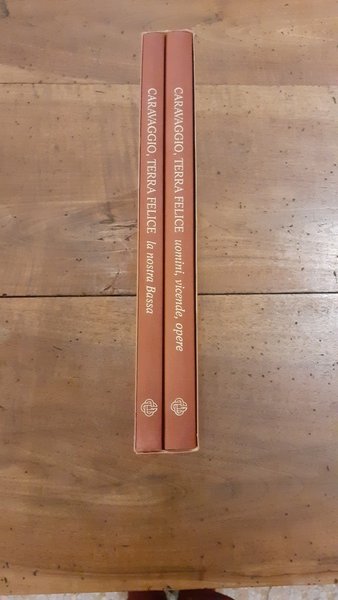 CARAVAGGIO, TERRA FELICE la nostra Bassa
CARAVAGGIO, TERRA FELICE uomini, vicende, opere